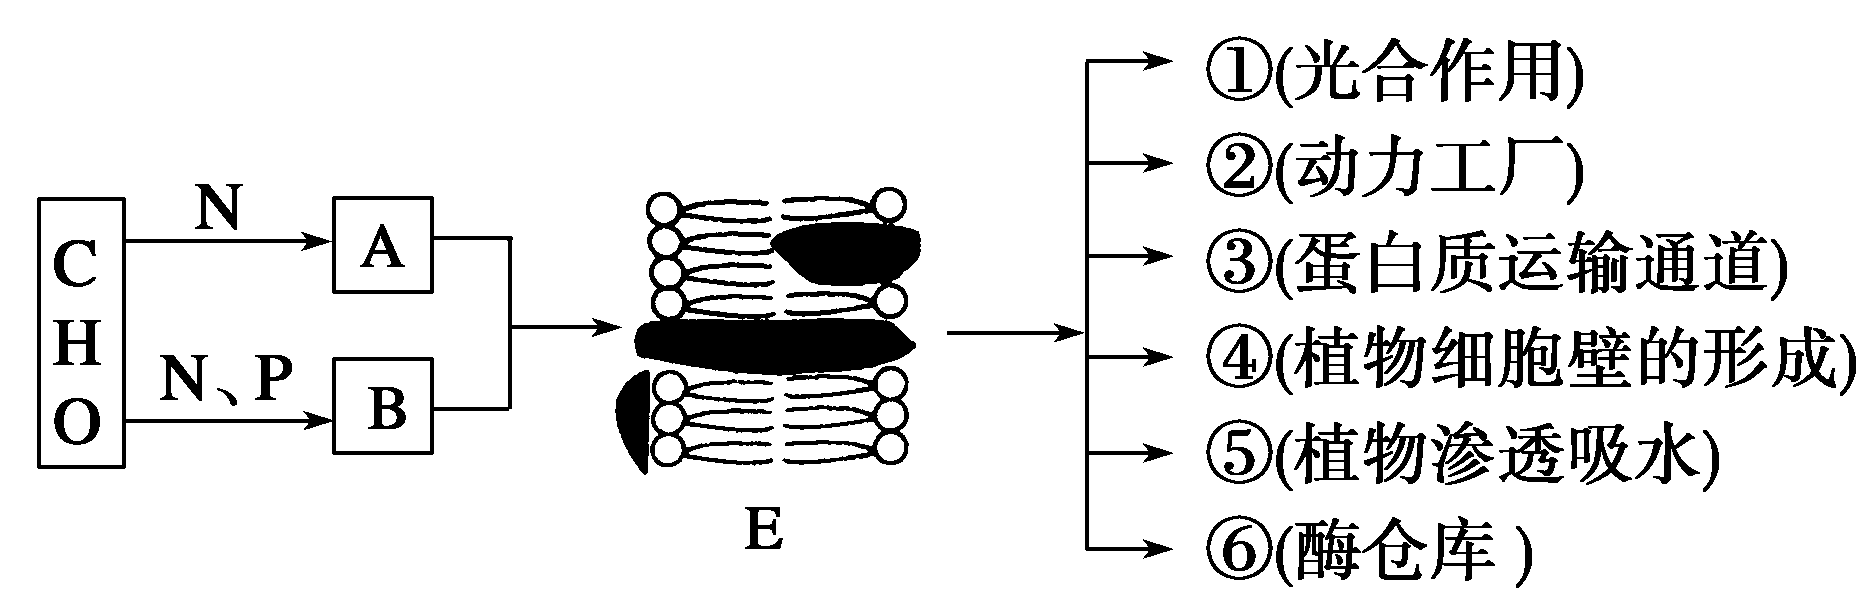 C
H
O
N
A
N、P
B
E
①(光合作用)
②(动力工厂)
③(蛋白质运输通道)
④(植物细胞壁的形成)
⑤(植物渗透吸水)
⑥(酶仓库)